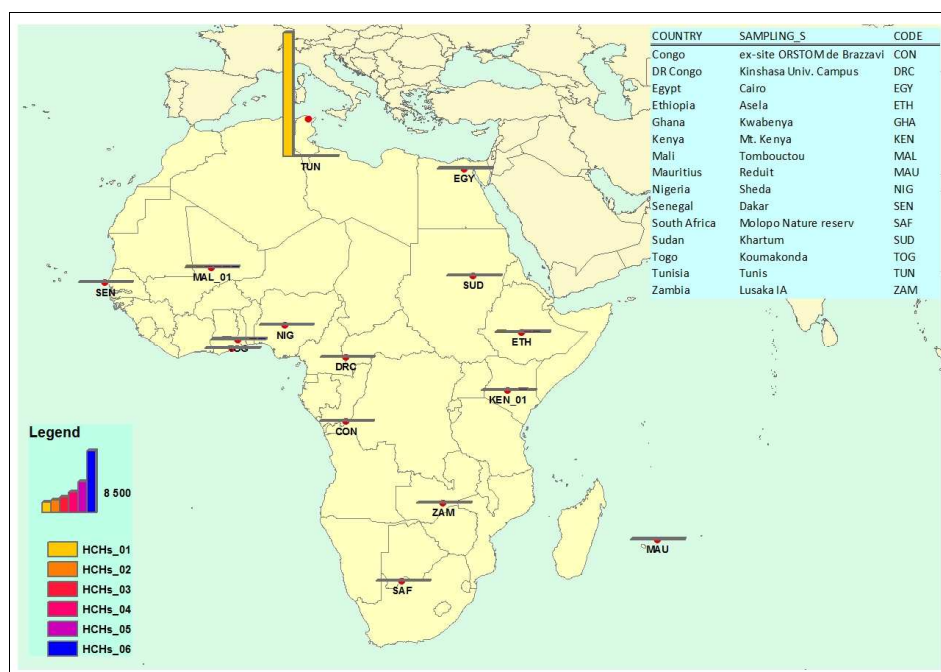 COUNTRY SAMPLING_S CODE
Congo ex-site ORSTOM de Brazzavi CON
DR Congo Kinshasa Univ. Campus DRC
Egypt Cairo EGY
Ethiopia Asela ETH
Ghana Kwabenya GHA
Kenya Mt. Kenya KEN
Mali Tombouctou MAL
Mauritius Reduit MAU
Nigeria Sheda NIG
Senegal Dakar SEN
South Africa Molopo Nature reserv SAF
Sudan Khartum SUD
Togo Koumakonda TOG
Tunisia Tunis TUN
Zambia Lusaka IA ZAM
TUN
EGY
MAL_01
SUD
SEN
NIG
ETH
DRC
KEN_01
CON
ZAM
MAU
SAF
Legend
8 500
HCHs_01
HCHs_02
HCHs_03
HCHs_04
HCHs_05
HCHs_06